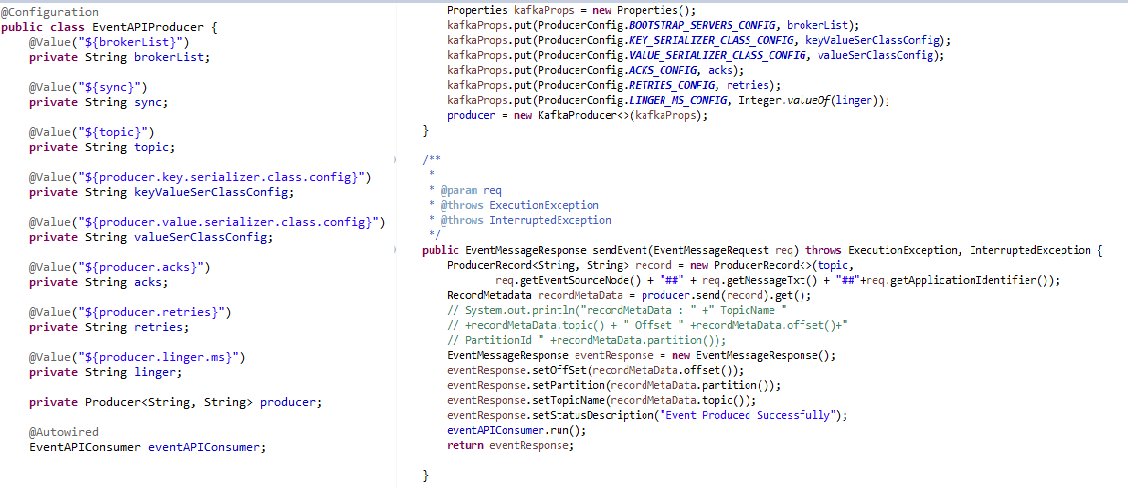 @Configuration
public class EventAPIProducer {
@Value("${brokerList}")
private String brokerList;
@Value("${sync}")
private String sync;
@Value("${topic}")
private String topic;
@Value("${producer.key.serializer.class.config}")
private String keyValueSerClassConfig;
@Value("${producer.value.serializer.class.config}")
private String valueSerClassConfig;
@Value("${producer.acks}")
private String acks;
@Value("${producer.retries}")
private String retries;
@Value("${producer.linger.ms}")
private String linger;
private Producer<String, String> producer;
@Autowired
EventAPIConsumer eventAPIConsumer;
Properties kafkaProps = new Properties();
kafkaProps.put(ProducerConfig.BOOTSTRAP_SERVERS_CONFIG, brokerList);
kafkaProps.put(ProducerConfig.KEY_SERIALIZER_CLASS_CONFIG, keyValueSerClassConfig);
kafkaProps.put(ProducerConfig.VALUE_SERIALIZER_CLASS_CONFIG, valueSerClassConfig);
kafkaProps.put(ProducerConfig.ACKS_CONFIG, acks);
kafkaProps.put(ProducerConfig.RETRIES_CONFIG, retries);
kafkaProps.put(ProducerConfig.LINGER_MS_CONFIG, Integer.valueOf(linger));
producer = new KafkaProducer<>(kafkaProps);
}
/**
*
* @param req
* @throws ExecutionException
* @throws InterruptedException
*/
public EventMessageResponse sendEvent(EventMessageRequest req) throws ExecutionException, InterruptedException {
ProducerRecord<String, String> record = new ProducerRecord<>(topic,
req.getEventSourceNode() + "##" + req.getMessageTxt() + "##"+req.getApplicationIdentifier());
RecordMetadata recordMetaData = producer.send(record).get();
// System.out.println("recordMetaData : " +" TopicName "
// +recordMetaData.topic() + " Offset " +recordMetaData.offset()+"
// PartitionId " +recordMetaData.partition());
EventMessageResponse eventResponse = new EventMessageResponse();
eventResponse.setOffSet(recordMetaData.offset());
eventResponse.setPartition(recordMetaData.partition());
eventResponse.setTopicName(recordMetaData.topic());
eventResponse.setStatusDescription("Event Produced Successfully");
eventAPIConsumer.run();
return eventResponse;
}